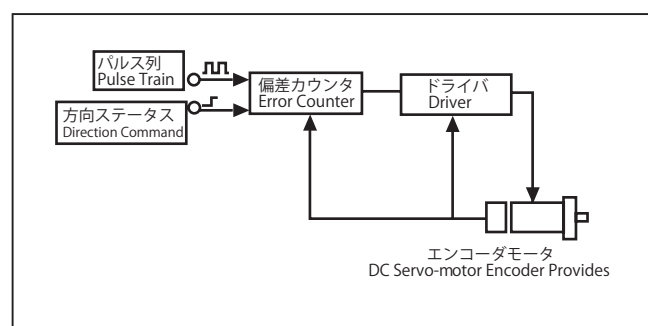 パルス列
Pulse Train
方向ステータス
Direction Command
偏差カウンタ
Error Counter
ドライバ
Driver
エンコーダモータ
DC Servo-motor Encoder Provides